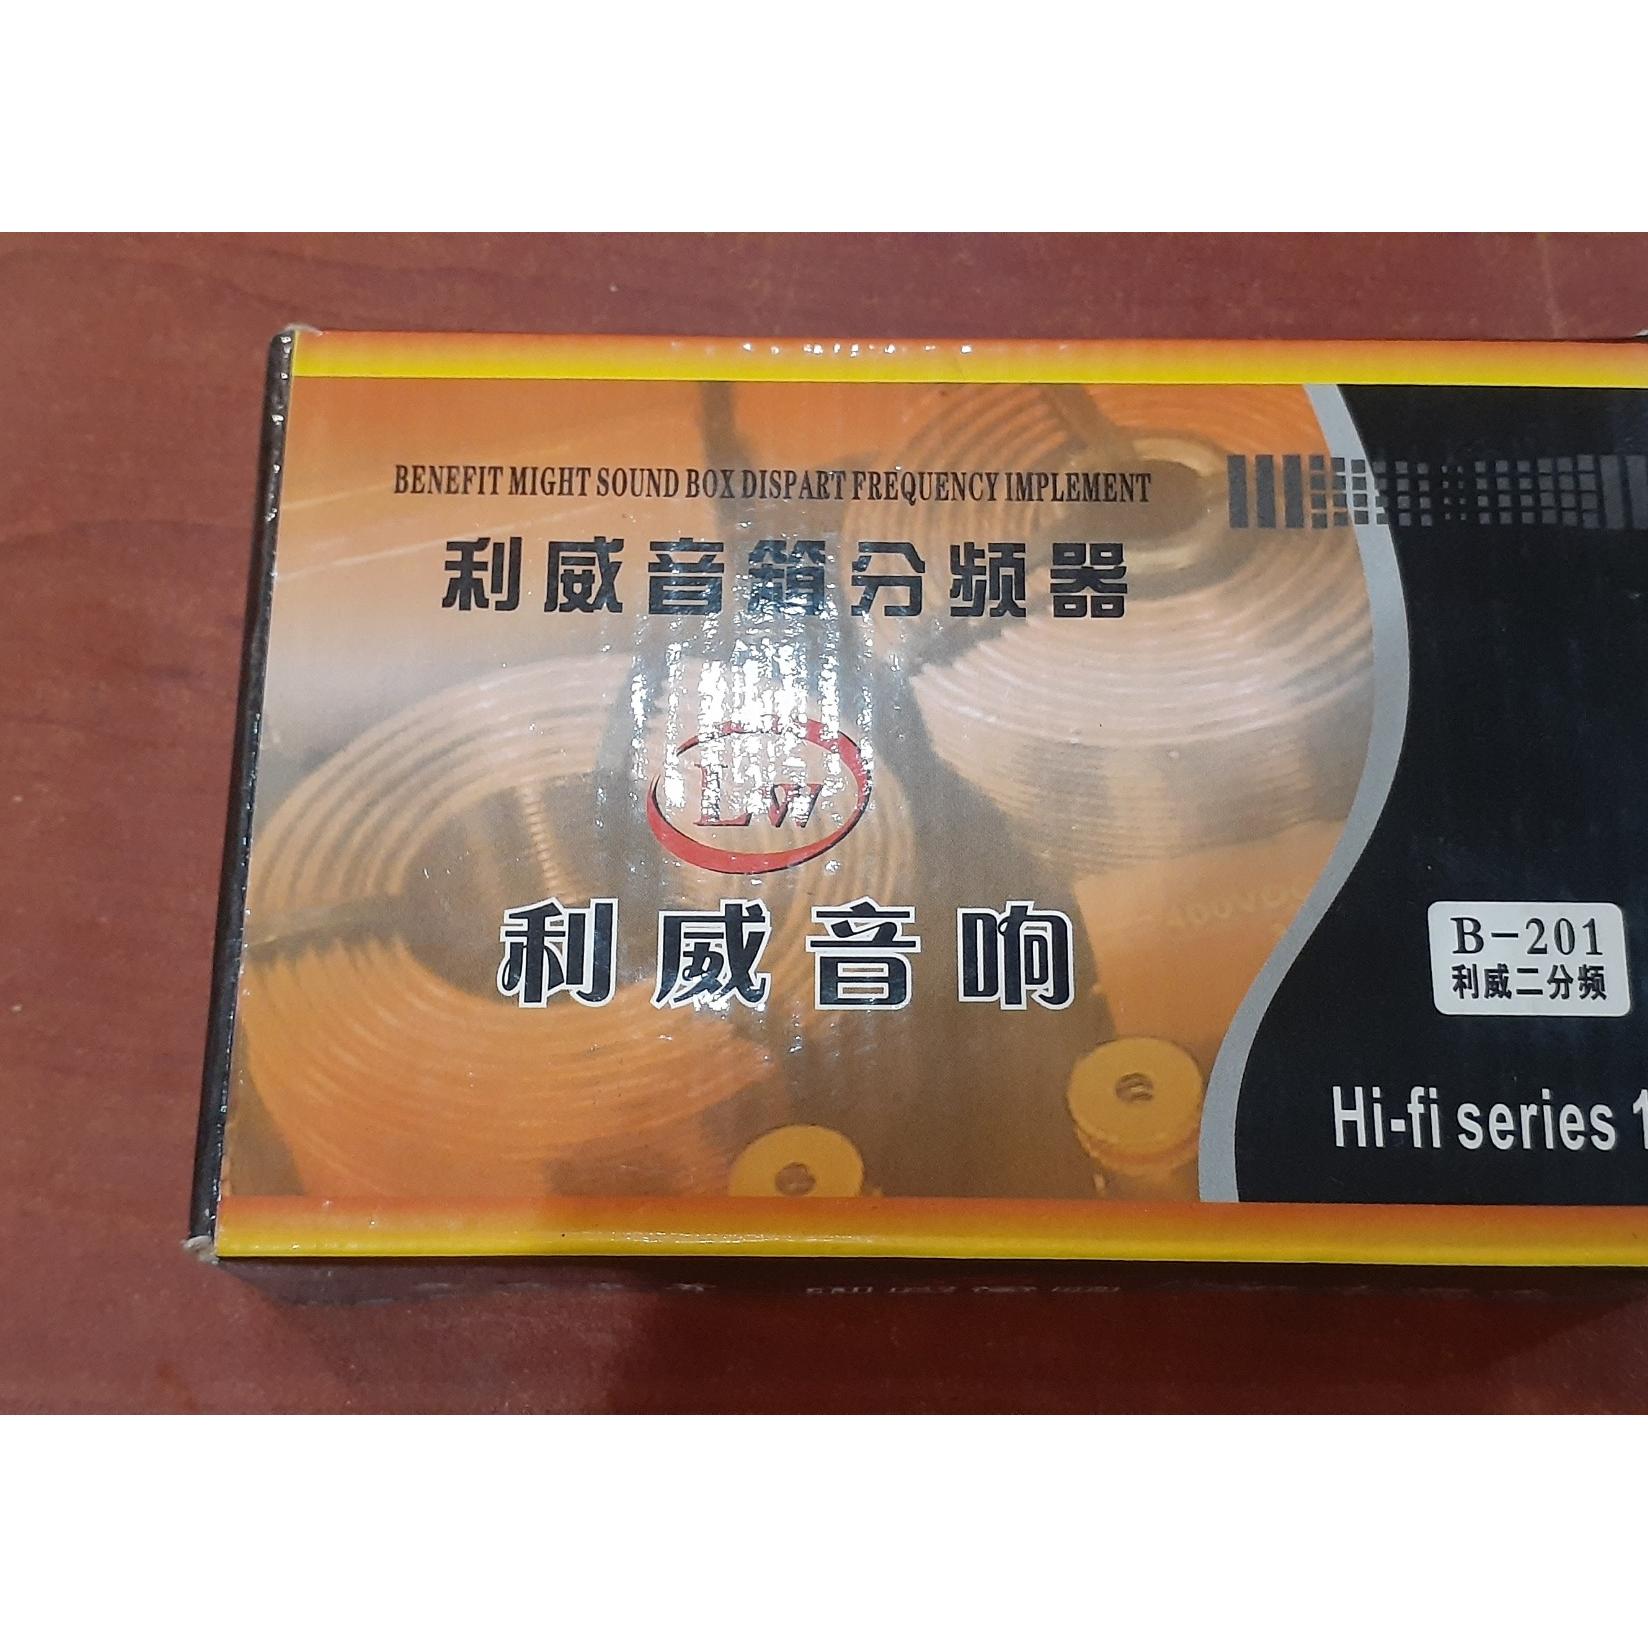 BENEFIT MIGHT SOUND BOX DISPART FREQUENCY IMPLEMENT
利威音箱分频器
Lw
利威音响
B-201
利威二分频
Hi-fi series 1